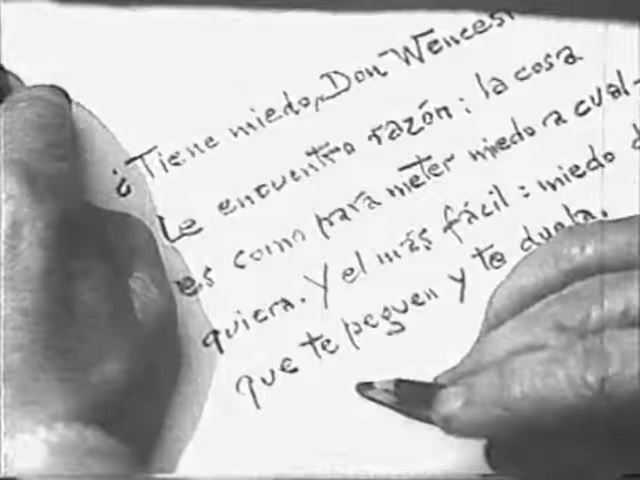 ¿Tiene miedo, Don Wences
Le encuentro razón: la cosa
es como para meter miedo a cual-
quiera. Y el más fácil: miedo
que te peguen y te duela.